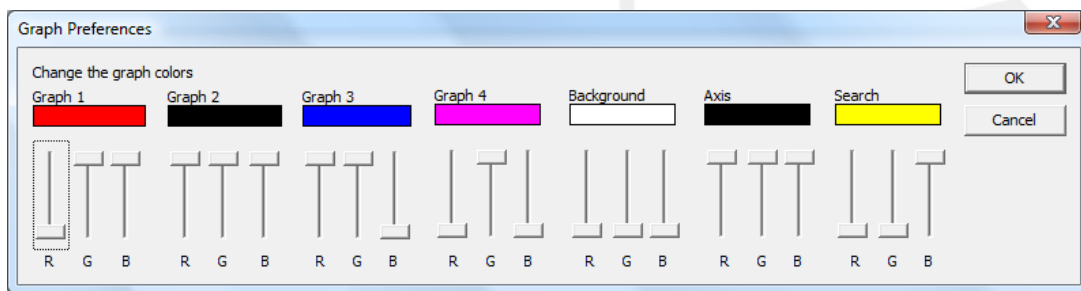 Graph Preferences
Change the graph colors
Graph 1 Graph 2 Graph 3 Graph 4 Background Axis Search
OK
Cancel
R G B R G B R G B R G B R G B R G B R G B